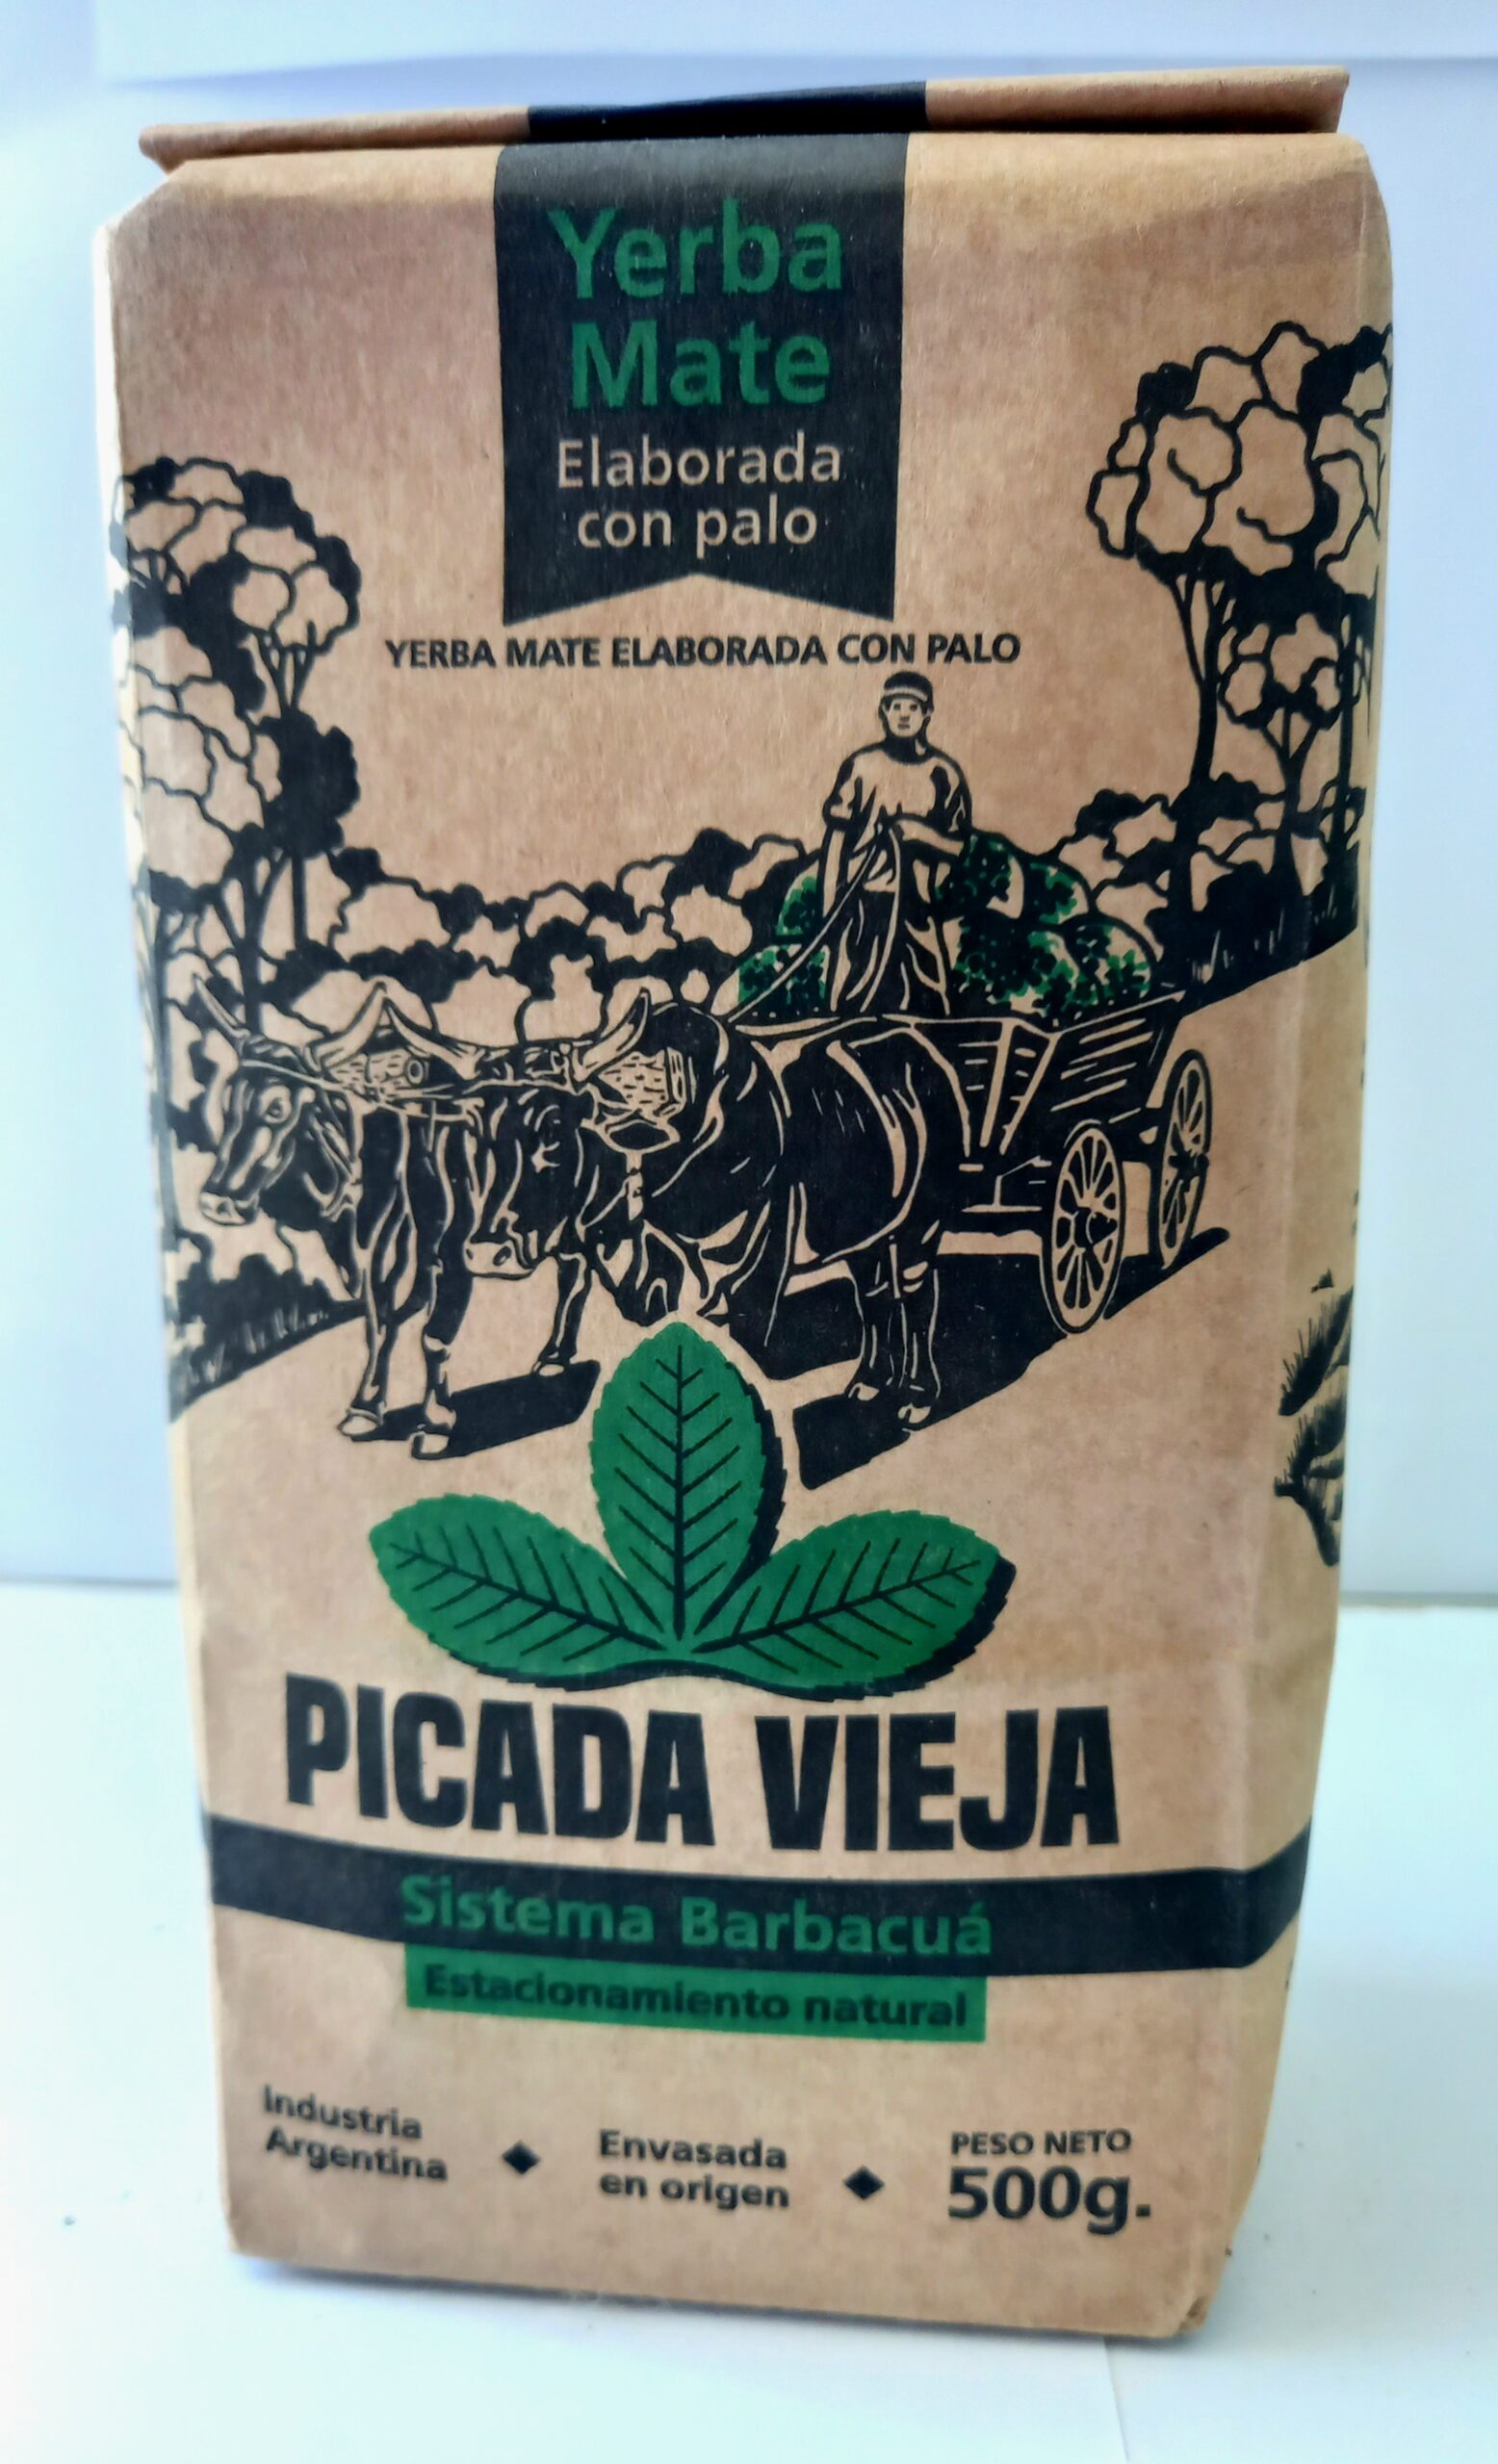 Yerba
Mate
Elaborada
con palo
YERBA MATE ELABORADA CON PALO
PICADA VIEJA
Sistema Barbacuá
Estacionamiento natural
Industria
Argentina
Envasada
en origen
PESO NETO
500g.